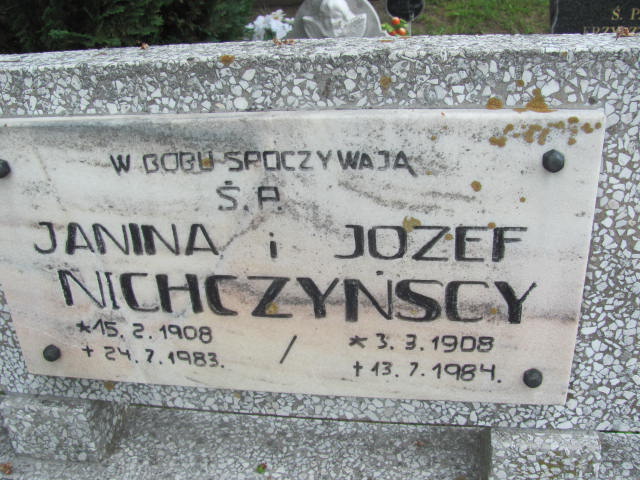 W BOGU SPOCZYWAJĄ
Ś.P.
JANINA i JÓZEF
NICHCZYŃSCY
*15. 2. 1908 / * 3. 3. 1908
+ 24. 7. 1983. + 13. 7. 1984.
Ś. P